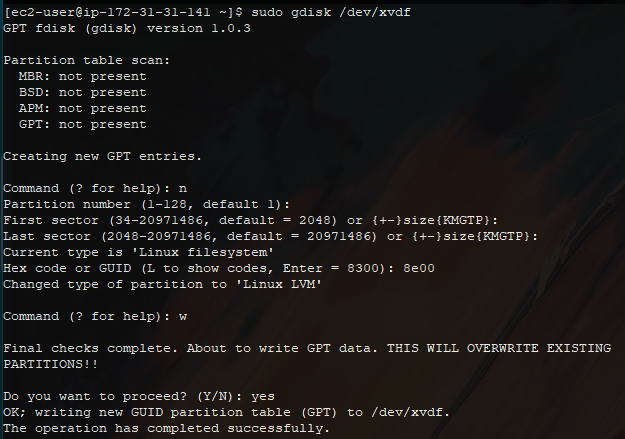 [ec2-user@ip-172-31-31-141 ~]$ sudo gdisk /dev/xvdf
GPT fdisk (gdisk) version 1.0.3

Partition table scan:
  MBR: not present
  BSD: not present
  APM: not present
  GPT: not present

Creating new GPT entries.

Command (? for help): n
Partition number (1-128, default 1):
First sector (34-20971486, default = 2048) or {+-}size{KMGTP}:
Last sector (2048-20971486, default = 20971486) or {+-}size{KMGTP}:
Current type is 'Linux filesystem'
Hex code or GUID (L to show codes, Enter = 8300): 8e00
Changed type of partition to 'Linux LVM'

Command (? for help): w

Final checks complete. About to write GPT data. THIS WILL OVERWRITE EXISTING
PARTITIONS!!

Do you want to proceed? (Y/N): yes
OK; writing new GUID partition table (GPT) to /dev/xvdf.
The operation has completed successfully.